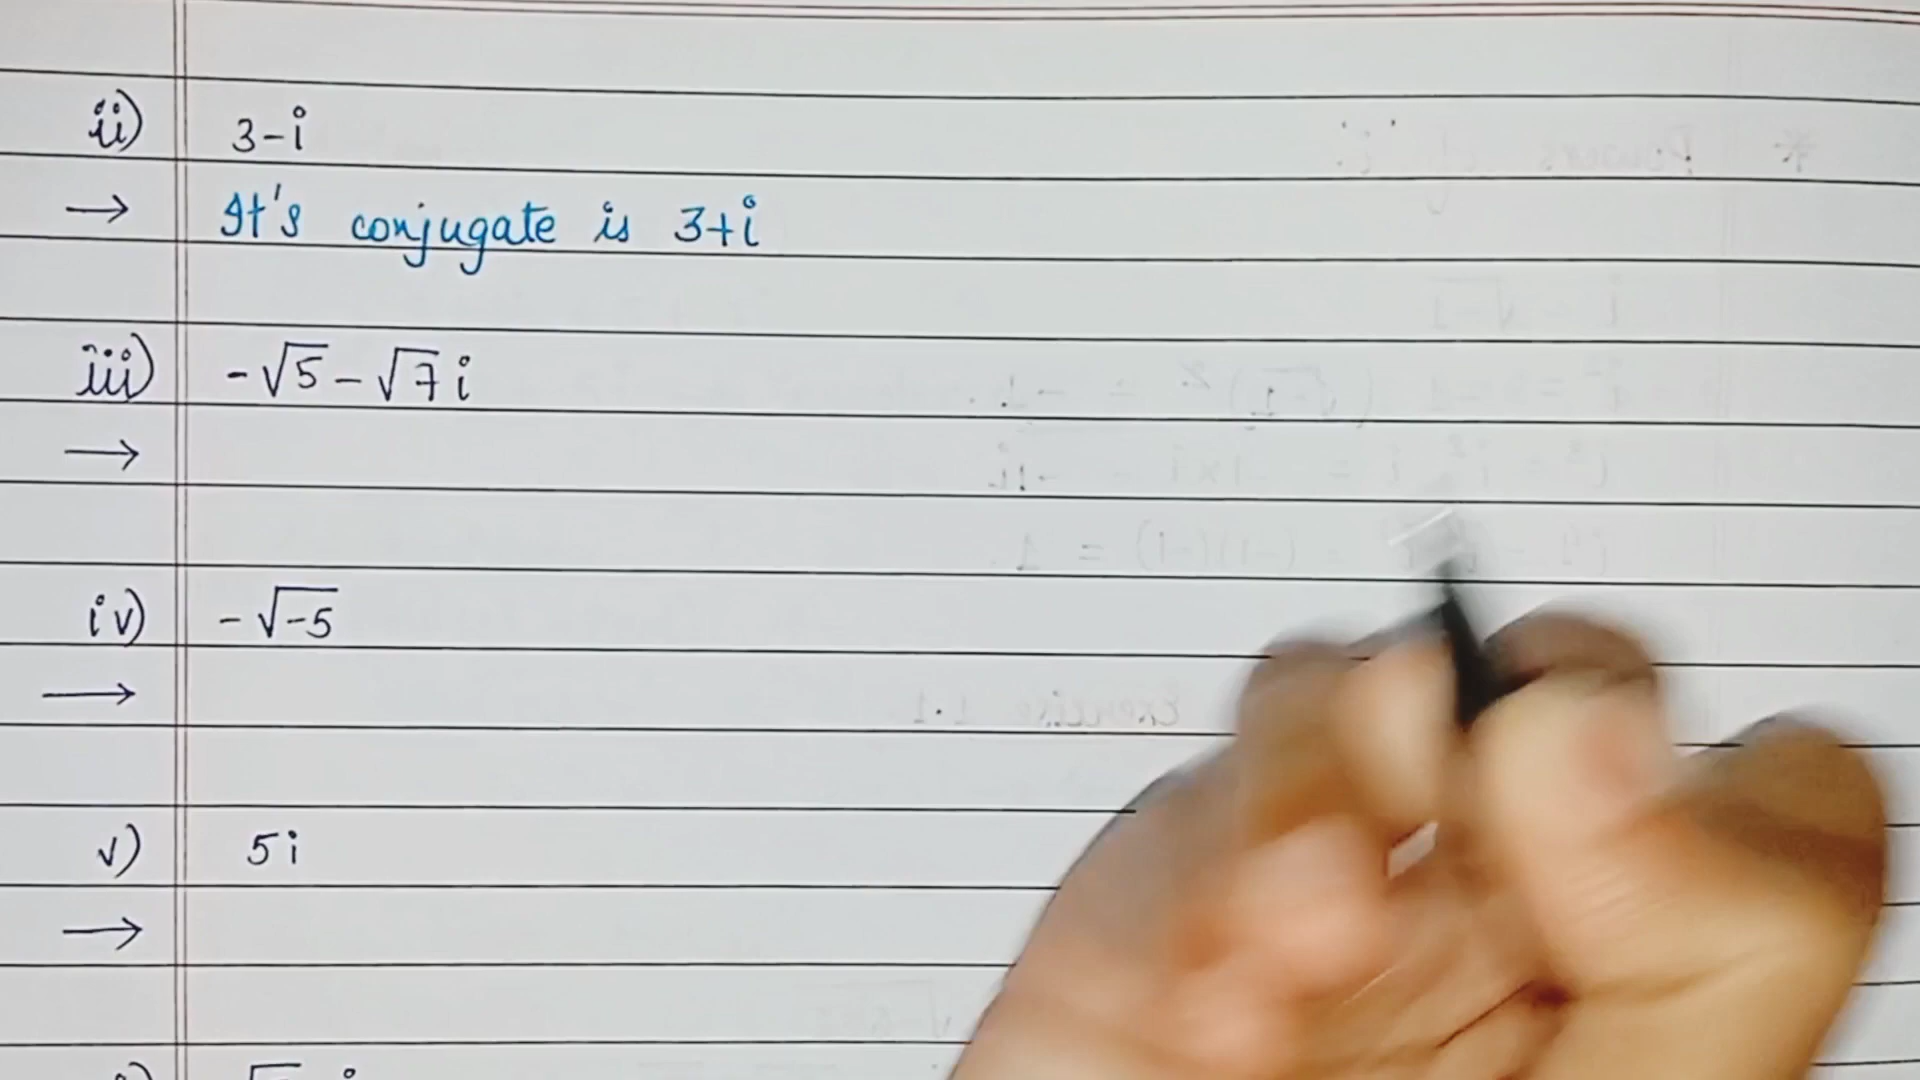 ii) 3-i
→ It's conjugate is 3+i
iii) -√5 - √7 i
→
iv) -√-5
→
v) 5i
→